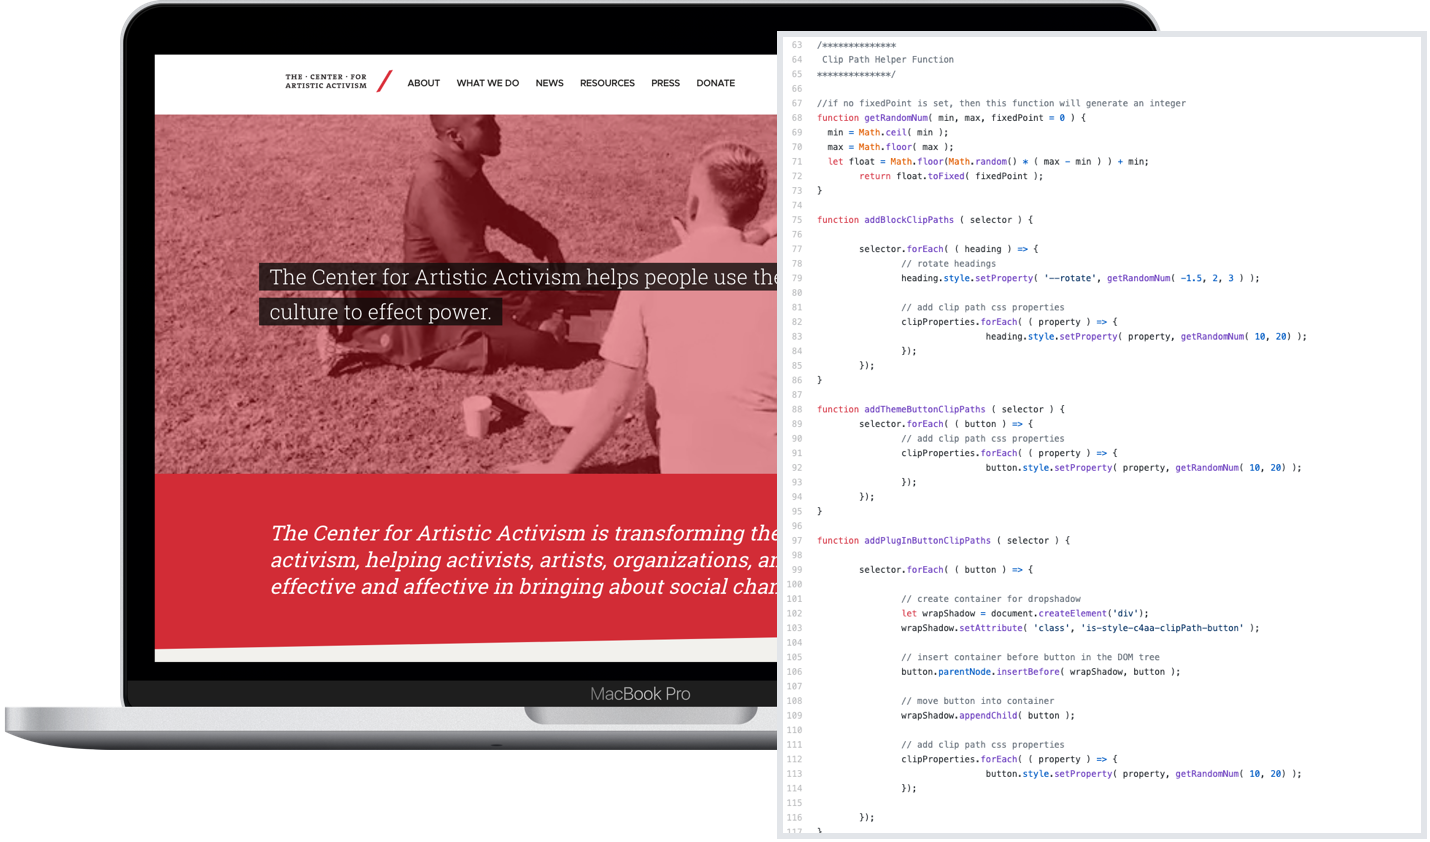 THE · CENTER · FOR
ARTISTIC ACTIVISM
ABOUT WHAT WE DO NEWS RESOURCES PRESS DONATE
The Center for Artistic Activism helps people use the
culture to effect power.
The Center for Artistic Activism is transforming the
activism, helping activists, artists, organizations, an
effective and affective in bringing about social chan
MacBook Pro
63 /**************
64 Clip Path Helper Function
65 **************/
66
67 //if no fixedPoint is set, then this function will generate an integer
68 function getRandomNum( min, max, fixedPoint = 0 ) {
69 min = Math.ceil( min );
70 max = Math.floor( max );
71 let float = Math.floor(Math.random() * ( max - min ) ) + min;
72 return float.toFixed( fixedPoint );
73 }
74
75 function addBlockClipPaths ( selector ) {
76
77 selector.forEach( ( heading ) => {
78 // rotate headings
79 heading.style.setProperty( '--rotate', getRandomNum( -1.5, 2, 3 ) );
80
81 // add clip path css properties
82 clipProperties.forEach( ( property ) => {
83 heading.style.setProperty( property, getRandomNum( 10, 20) );
84 });
85 });
86 }
87
88 function addThemeButtonClipPaths ( selector ) {
89 selector.forEach( ( button ) => {
90 // add clip path css properties
91 clipProperties.forEach( ( property ) => {
92 button.style.setProperty( property, getRandomNum( 10, 20) );
93 });
94 });
95 }
96
97 function addPlugInButtonClipPaths ( selector ) {
98
99 selector.forEach( ( button ) => {
100
101 // create container for dropshadow
102 let wrapShadow = document.createElement('div');
103 wrapShadow.setAttribute( 'class', 'is-style-c4aa-clipPath-button' );
104
105 // insert container before button in the DOM tree
106 button.parentNode.insertBefore( wrapShadow, button );
107
108 // move button into container
109 wrapShadow.appendChild( button );
110
111 // add clip path css properties
112 clipProperties.forEach( ( property ) => {
113 button.style.setProperty( property, getRandomNum( 10, 20) );
114 });
115
116 });
117 }